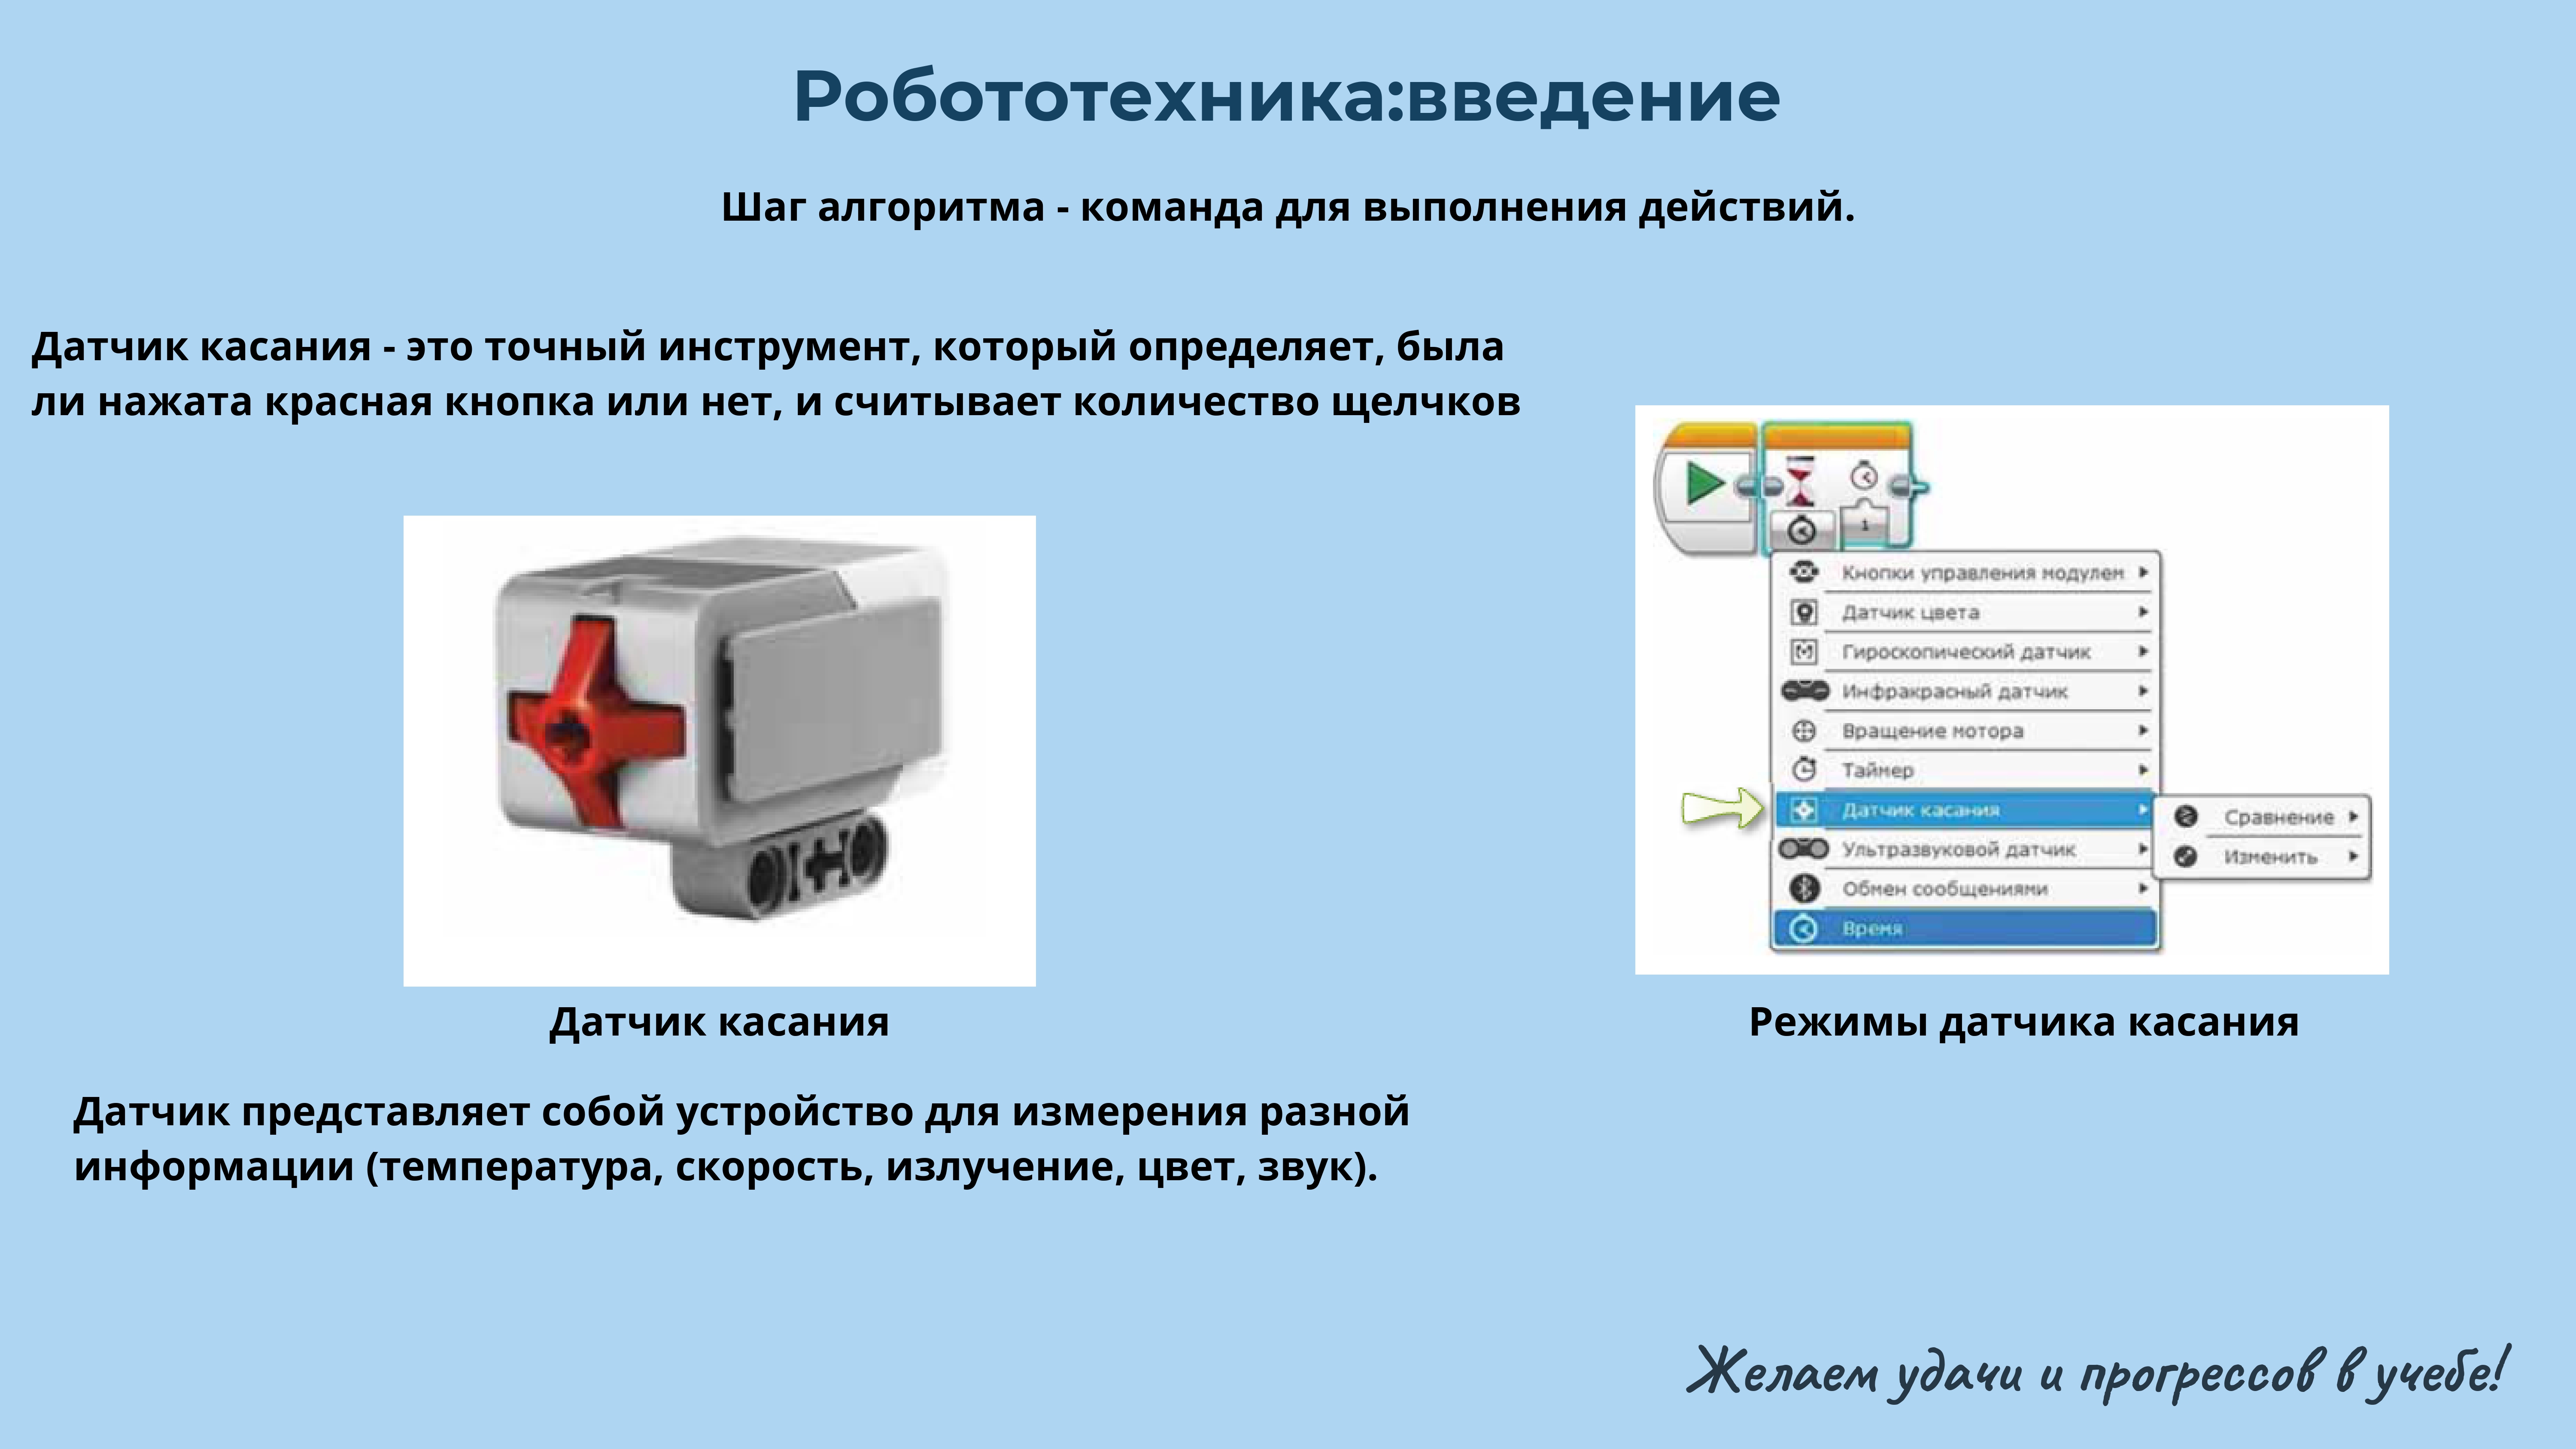 Робототехника:введение
Шаг алгоритма - команда для выполнения действий.
Датчик касания - это точный инструмент, который определяет, была
ли нажата красная кнопка или нет, и считывает количество щелчков
1
Кнопки управления модулем
Датчик цвета
Гироскопический датчик
Инфракрасный датчик
Вращение мотора
Таймер
Датчик касания
Сравнение
Ультразвуковой датчик
Изменить
Обмен сообщениями
Время
Датчик касания
Режимы датчика касания
Датчик представляет собой устройство для измерения разной
информации (температура, скорость, излучение, цвет, звук).
Желаем удачи и прогрессов в учебе!